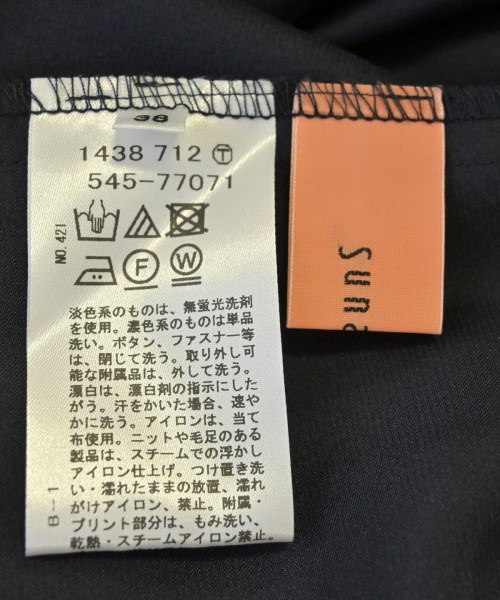 38
1438 712 Ⓣ
545-77071
NO.421
F
W
淡色系のものは、無蛍光洗剤
を使用。濃色系のものは単品
洗い。ボタン、ファスナー等
は、閉じて洗う。取り外し可
能な附属品は、外して洗う。
漂白は、漂白剤の指示にした
がう。汗をかいた場合、速や
かに洗う。アイロンは、当て
布使用。ニットや毛足のある
製品は、スチームでの浮かし
アイロン仕上げ。つけ置き洗
い・濡れたままの放置、濡れ
がけアイロン、禁止。附属・
プリント部分は、もみ洗い、
乾熱・スチームアイロン禁止。
B-1